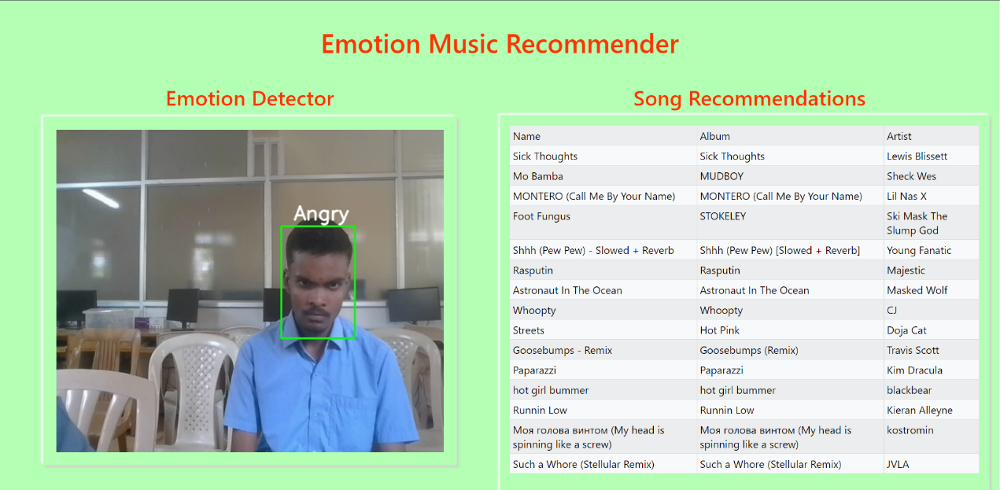 Emotion Music Recommender
Emotion Detector
Angry
Song Recommendations
Name Album Artist
Sick Thoughts Sick Thoughts Lewis Blissett
Mo Bamba MUDBOY Sheck Wes
MONTERO (Call Me By Your Name) MONTERO (Call Me By Your Name) Lil Nas X
Foot Fungus STOKELEY Ski Mask The
Slump God
Shhh (Pew Pew) - Slowed + Reverb Shhh (Pew Pew) [Slowed + Reverb] Young Fanatic
Rasputin Rasputin Majestic
Astronaut In The Ocean Astronaut In The Ocean Masked Wolf
Whoopty Whoopty CJ
Streets Hot Pink Doja Cat
Goosebumps - Remix Goosebumps (Remix) Travis Scott
Paparazzi Paparazzi Kim Dracula
hot girl bummer hot girl bummer blackbear
Runnin Low Runnin Low Kieran Alleyne
Моя голова винтом (My head is Моя голова винтом (My head is kostromin
spinning like a screw) spinning like a screw)
Such a Whore (Stellular Remix) Such a Whore (Stellular Remix) JVLA